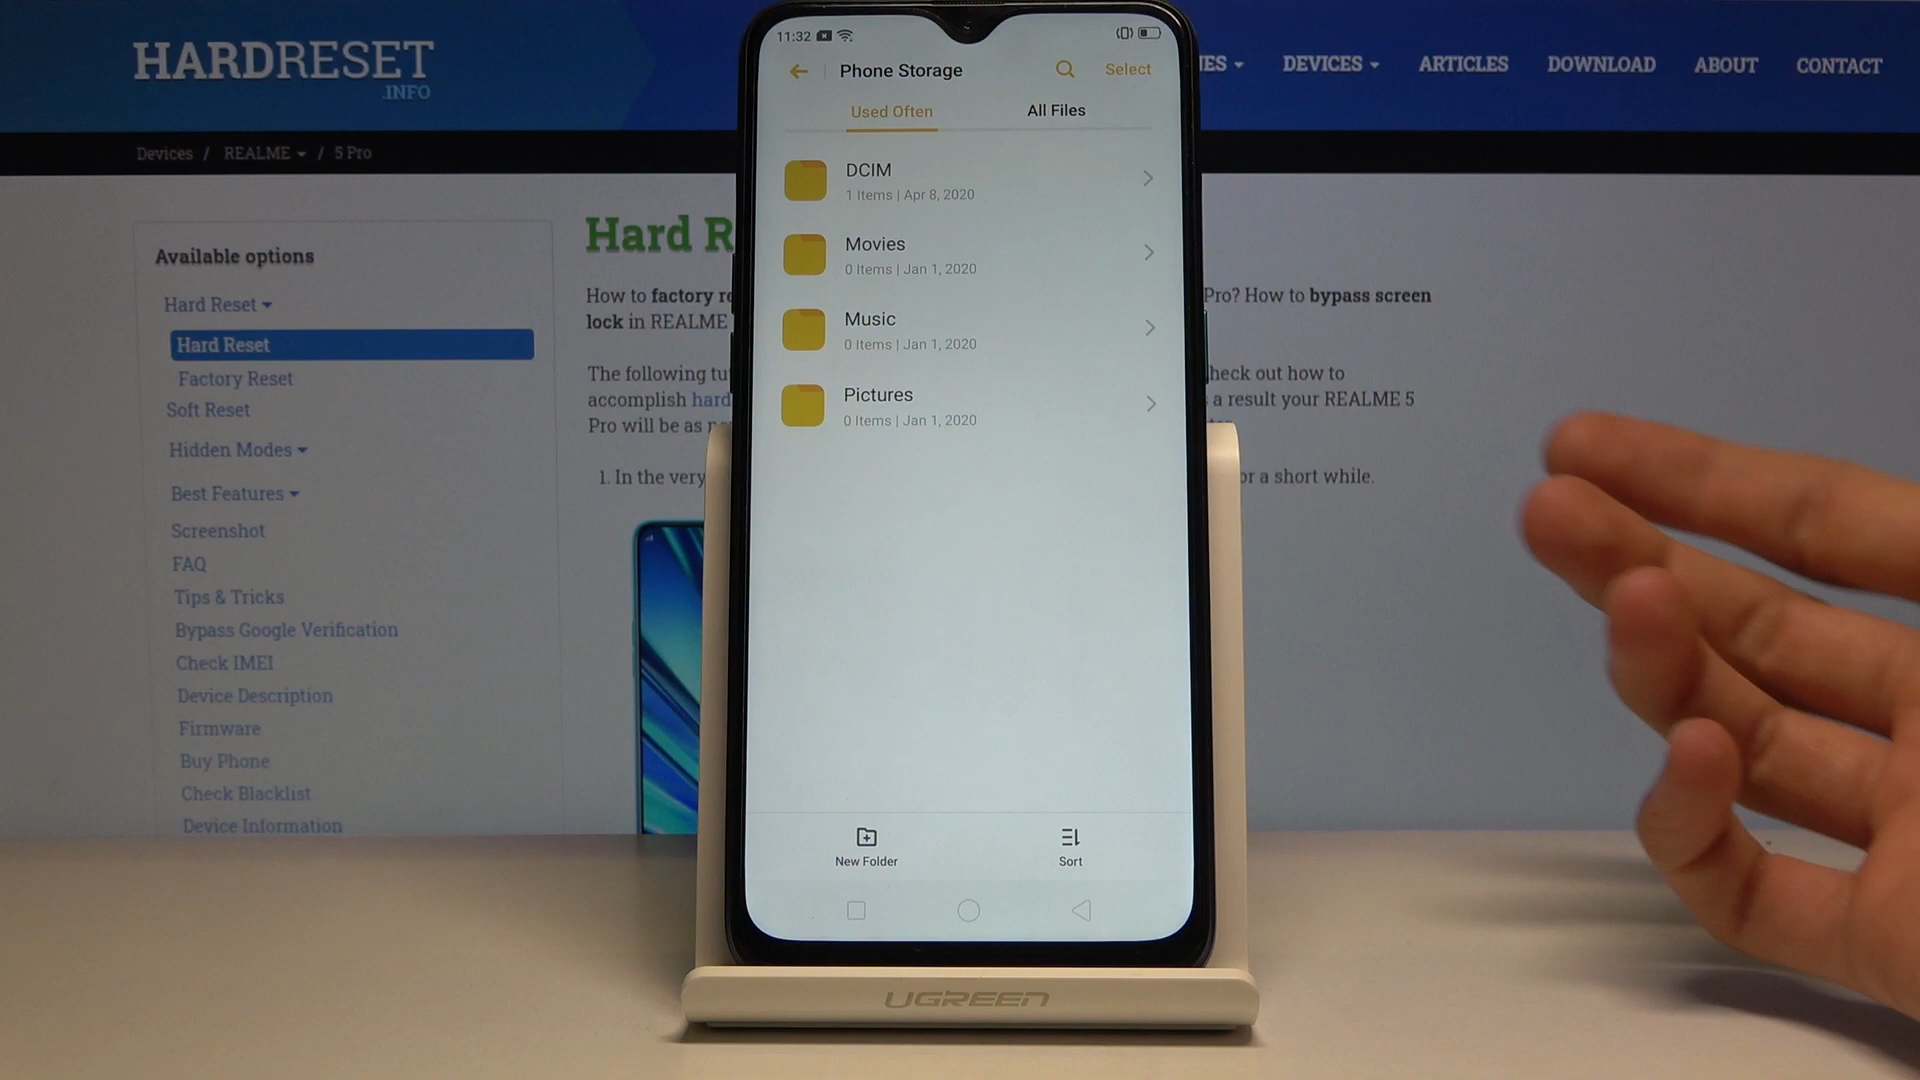 HARDRESET
.INFO
DEVICES
ARTICLES
DOWNLOAD
ABOUT
CONTACT
Devices / REALME / 5 Pro
Available options
Hard Reset
Hard Reset
Factory Reset
Soft Reset
Hidden Modes
Best Features
Screenshot
FAQ
Tips & Tricks
Bypass Google Verification
Check IMEI
Device Description
Firmware
Buy Phone
Check Blacklist
Device Information
Hard R
How to factory re
Pro? How to bypass screen
lock in REALME
The following tu
heck out how to
accomplish hard
a result your REALME 5
Pro will be as
1. In the very
or a short while.
11:32
Phone Storage
Select
Used Often
All Files
DCIM
1 Items | Apr 8, 2020
Movies
0 Items | Jan 1, 2020
Music
0 Items | Jan 1, 2020
Pictures
0 Items | Jan 1, 2020
New Folder
Sort
UGREEN